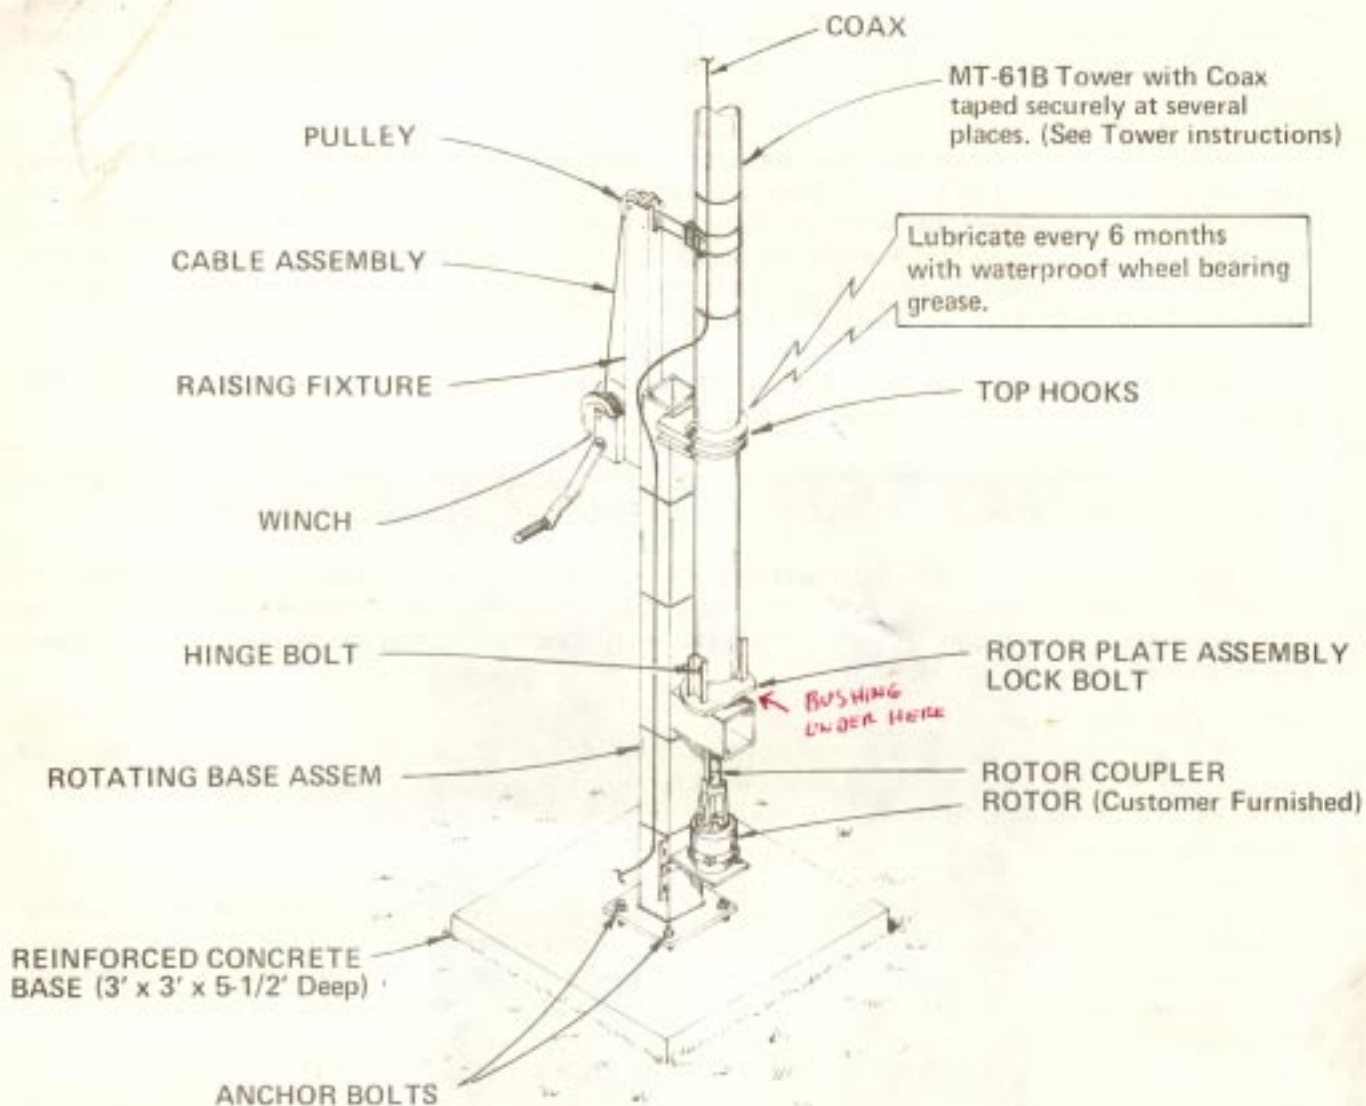 COAX
MT-61B Tower with Coax
taped securely at several
places. (See Tower instructions)
PULLEY
Lubricate every 6 months
with waterproof wheel bearing
grease.
CABLE ASSEMBLY
RAISING FIXTURE
TOP HOOKS
WINCH
HINGE BOLT
ROTOR PLATE ASSEMBLY
LOCK BOLT
BUSHING
UNDER HERE
ROTATING BASE ASSEM
ROTOR COUPLER
ROTOR (Customer Furnished)
REINFORCED CONCRETE
BASE (3' x 3' x 5-1/2' Deep)
ANCHOR BOLTS